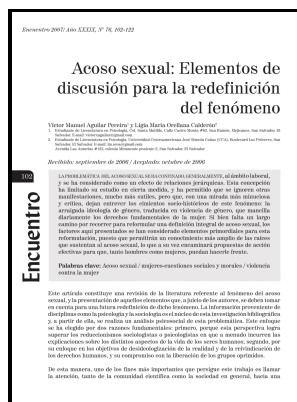 Encuentro 2007/ Año XXXIX, N° 76, 102-122
Acoso sexual: Elementos de
discusión para la redefinición
del fenómeno
Víctor Manuel Aguilar Pereira¹ y Ligia María Orellana Calderón²
Recibido: septiembre de 2006 / Aceptado: octubre de 2006
102
Encuentro
LA PROBLEMÁTICA DEL ACOSO SEXUAL SE HA CONFINADO, GENERALMENTE, al ámbito laboral,
y se ha considerado como un efecto de relaciones jerárquicas. Esta concepción
ha limitado su estudio en cierta medida, y ha permitido que se ignoren otras
manifestaciones, mucho más sutiles, pero que, con una mirada más minuciosa
y crítica, dejan entrever los cimientos socio-históricos de este fenómeno: la
arraigada ideología de género, traducida en violencia de género, que mancilla
diariamente los derechos fundamentales de la mujer. Si bien falta un largo
camino por recorrer para reformular una definición integral de acoso sexual, los
factores aquí presentados se han considerado elementos primordiales para esta
reformulación, puesto que permitirán un conocimiento más amplio de las raíces
que sustentan al acoso sexual, lo que a su vez encaminará propuestas de acción
efectivas para que, tanto hombres como mujeres, puedan hacerle frente.
Palabras clave: Acoso sexual / mujeres-cuestiones sociales y morales / violencia
contra la mujer
Este artículo constituye una revisión de la literatura referente al fenómeno del acoso
sexual, y la presentación de aquellos elementos que, a juicio de los autores, se deben tomar
en cuenta para una futura redefinición de dicho fenómeno. La información proveniente de
disciplinas como la psicología y la sociología es el núcleo de esta investigación bibliográfica
y, a partir de ella, se realiza un análisis psicosocial de esta problemática. Este enfoque
se ha elegido por dos razones fundamentales: primero, porque esta perspectiva logra
superar los reduccionismos sociologistas o psicologistas en que a menudo incurren las
explicaciones sobre los distintos aspectos de la vida de los seres humanos; segundo, por
su enfoque en los objetivos de desideologización de la realidad y de la reivindicación de
los derechos humanos, y su compromiso con la liberación de los grupos oprimidos.
De esta manera, uno de los fines más importantes que persigue este trabajo es llamar
la atención, tanto de la comunidad científica como la sociedad en general, hacia una